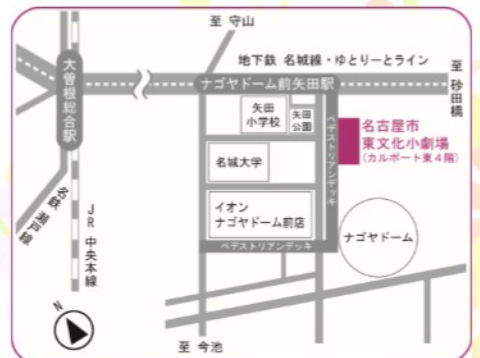 至 守山
地下鉄 名城線・ゆとりーとライン
至 砂田橋
大曽根総合駅
ナゴヤドーム前矢田駅
矢田
小学校
矢田
公園
ペデストリアンデッキ
名古屋市
東文化小劇場
(カルポート東4階)
名城大学
イオン
ナゴヤドーム前店
ペデストリアンデッキ
ナゴヤドーム
名鉄 瀬戸線
JR 中央本線
N
至 今池